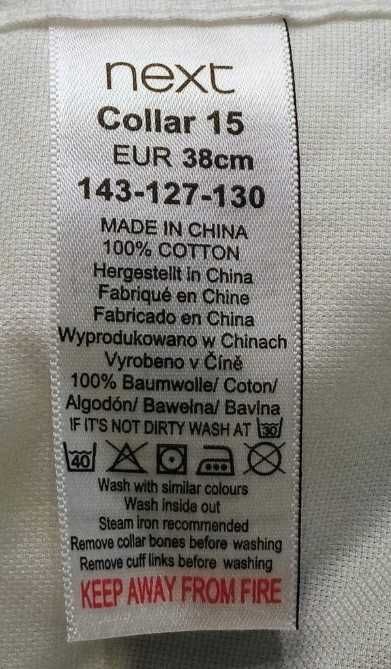 next
Collar 15
EUR 38cm
143-127-130
MADE IN CHINA
100% COTTON
Hergestellt in China
Fabriqué en Chine
Fabricado en China
Wyprodukowano w Chinach
Vyrobeno v Číně
100% Baumwolle/ Coton/
Algodón/ Bawełna/ Bavlna
IF IT'S NOT DIRTY WASH AT 30
40
Wash with similar colours
Wash inside out
Steam iron recommended
Remove collar bones before washing
Remove cuff links before washing
KEEP AWAY FROM FIRE